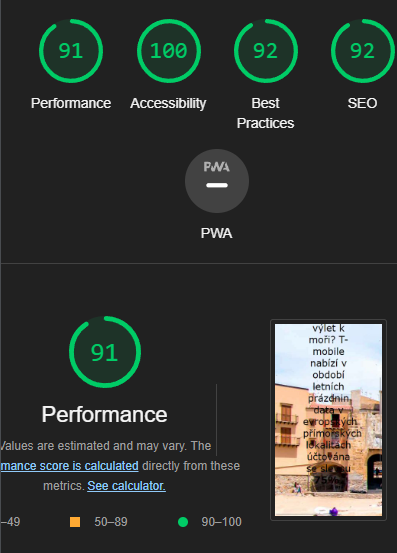 91 100 92 92
Performance Accessibility Best Practices SEO
PWA
PWA
91
Performance
Values are estimated and may vary. The
mance score is calculated directly from these
metrics. See calculator.
–49 50–89 90–100
výlet k
moři? T-
mobile
nabízí v
období
letních
prázdnin
data v
evropských
přímořských
lokalitách
účtována
se slevou